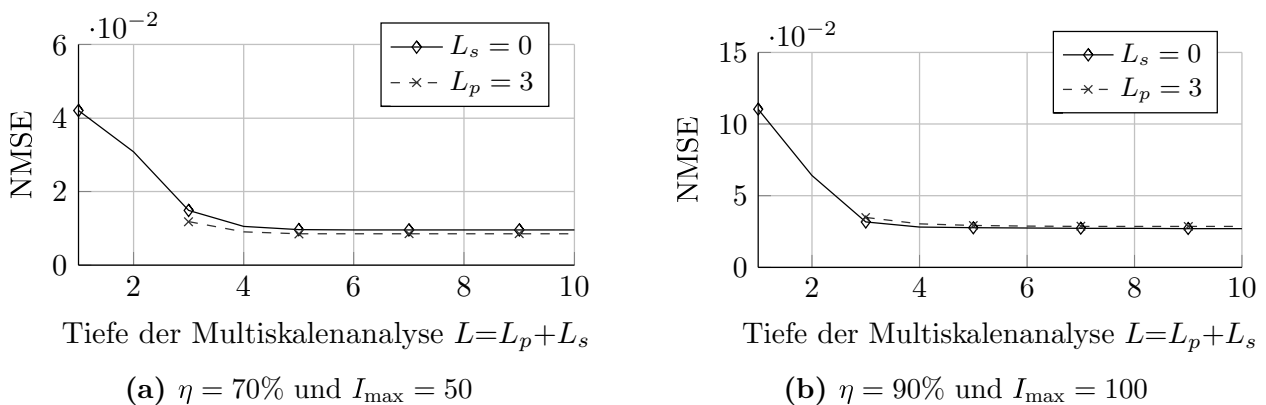 ·10⁻²
6
4
2
0
NMSE
2 4 6 8 10
L_s = 0
L_p = 3
Tiefe der Multiskalenanalyse L=L_p+L_s
(a) η = 70% und I_max = 50
·10⁻²
15
10
5
0
NMSE
2 4 6 8 10
L_s = 0
L_p = 3
Tiefe der Multiskalenanalyse L=L_p+L_s
(b) η = 90% und I_max = 100